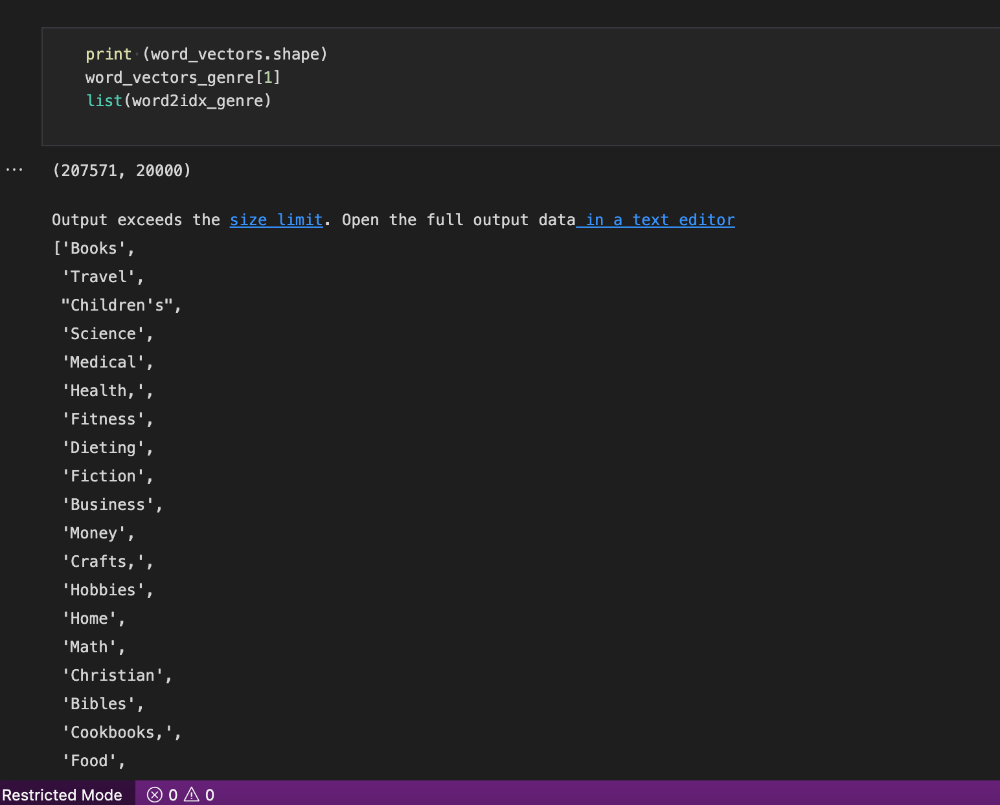 print (word_vectors.shape)
word_vectors_genre[1]
list(word2idx_genre)
(207571, 20000)
Output exceeds the size limit. Open the full output data in a text editor
['Books',
'Travel',
"Children's",
'Science',
'Medical',
'Health,',
'Fitness',
'Dieting',
'Fiction',
'Business',
'Money',
'Crafts,',
'Hobbies',
'Home',
'Math',
'Christian',
'Bibles',
'Cookbooks,',
'Food',
Restricted Mode 0 0